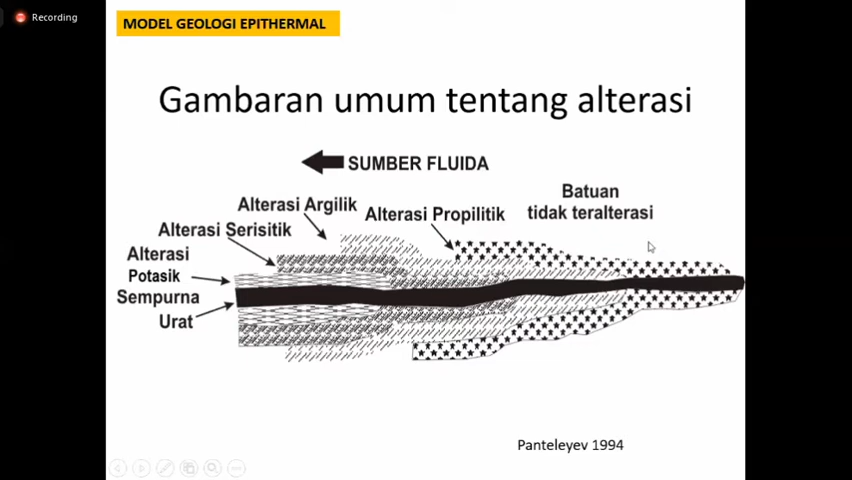 Recording
MODEL GEOLOGI EPITHERMAL
Gambaran umum tentang alterasi
SUMBER FLUIDA
Batuan
tidak teralterasi
Alterasi Argilik
Alterasi Propilitik
Alterasi Serisitik
Alterasi
Potasik
Sempurna
Urat
Panteleyev 1994